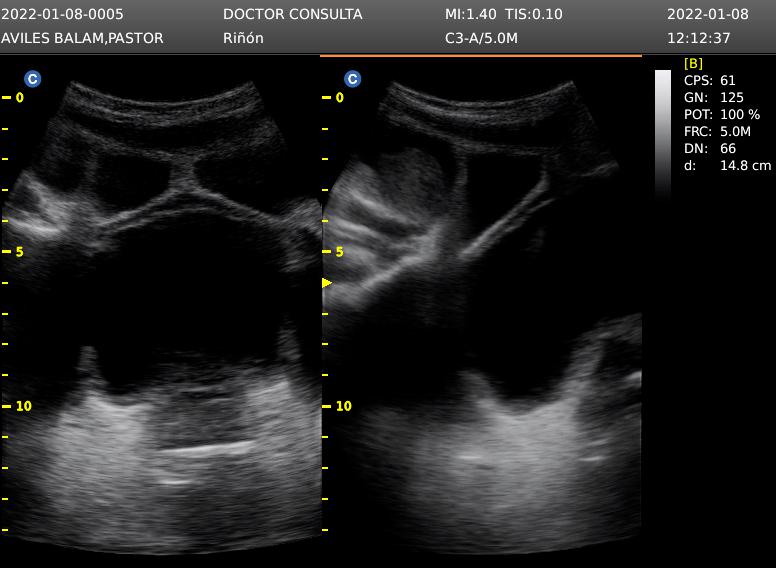 2022-01-08-0005 DOCTOR CONSULTA MI:1.40 TIS:0.10 2022-01-08
AVILES BALAM,PASTOR Riñón C3-A/5.0M 12:12:37
C C
[B]
0 0
CPS: 61
GN: 125
POT: 100 %
FRC: 5.0M
DN: 66
d: 14.8 cm
5 5
10 10